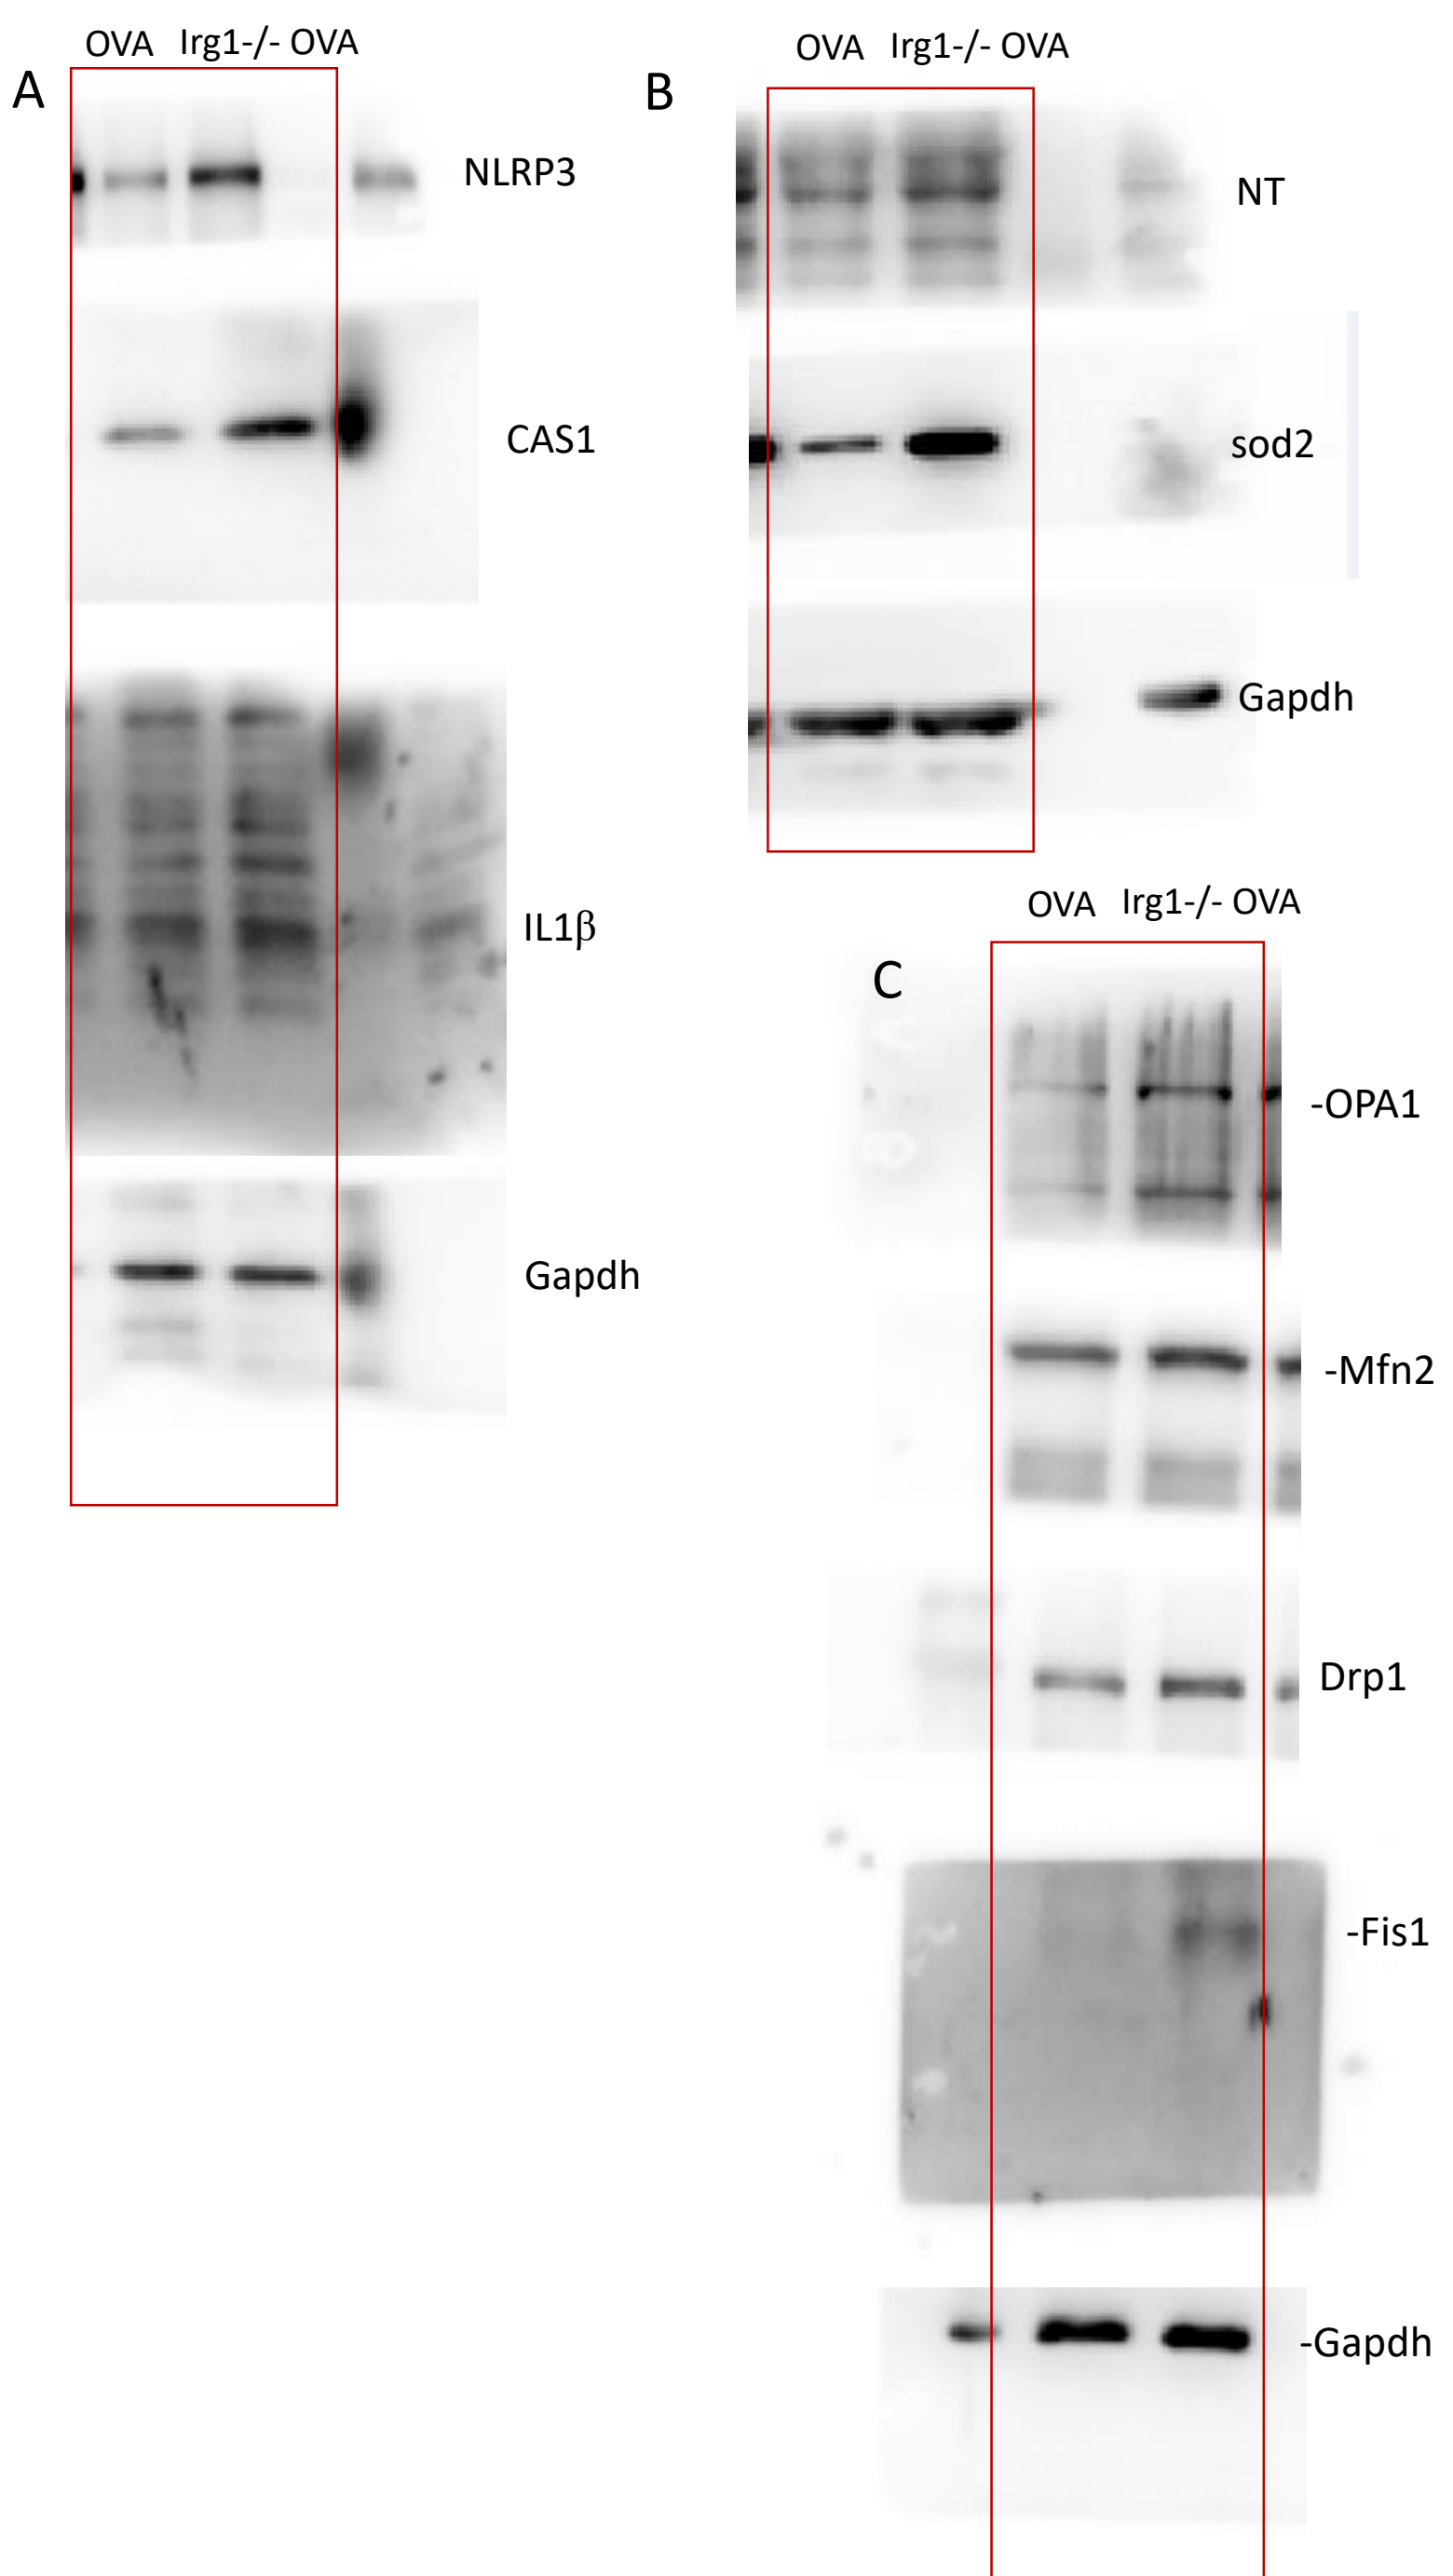 OVA Irg1-/- OVA
A
NLRP3
CAS1
IL1β
Gapdh
OVA Irg1-/- OVA
B
NT
sod2
Gapdh
OVA Irg1-/- OVA
C
-OPA1
-Mfn2
Drp1
-Fis1
-Gapdh